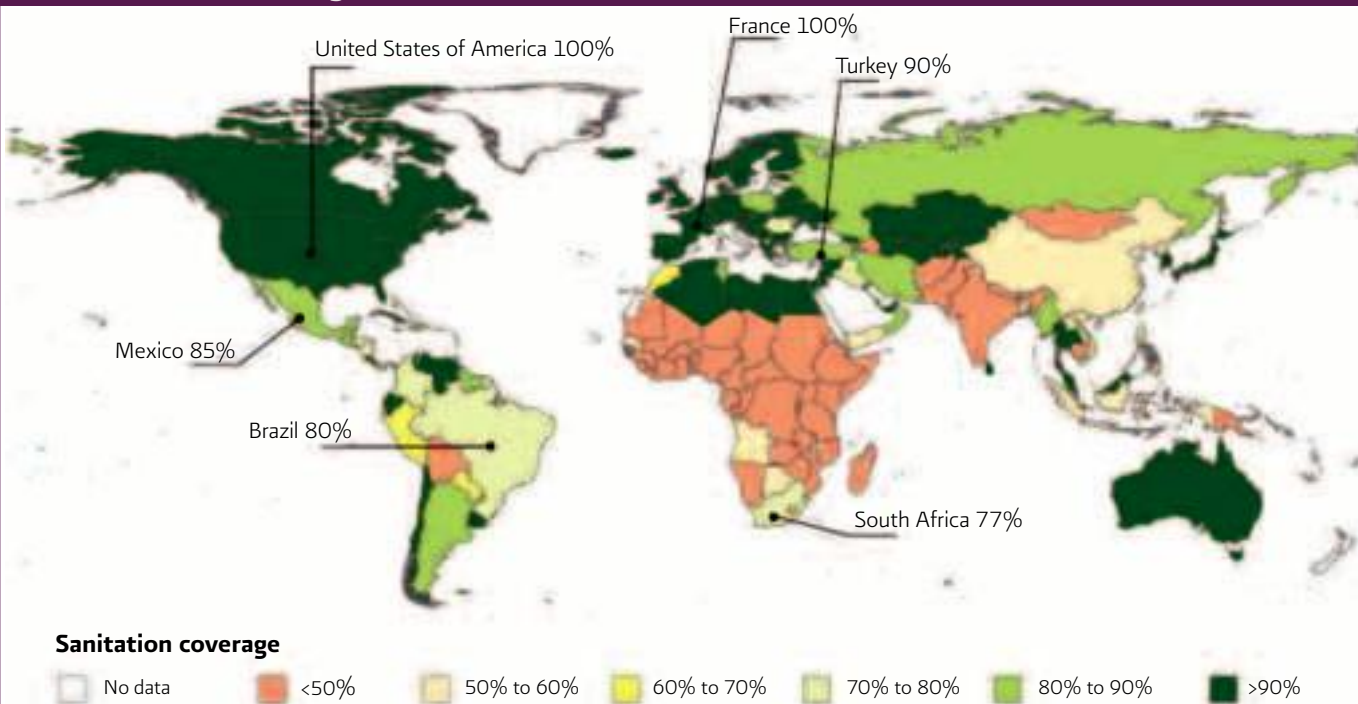 France 100%
United States of America 100%
Turkey 90%
Mexico 85%
Brazil 80%
South Africa 77%
Sanitation coverage
No data <50% 50% to 60% 60% to 70% 70% to 80% 80% to 90% >90%